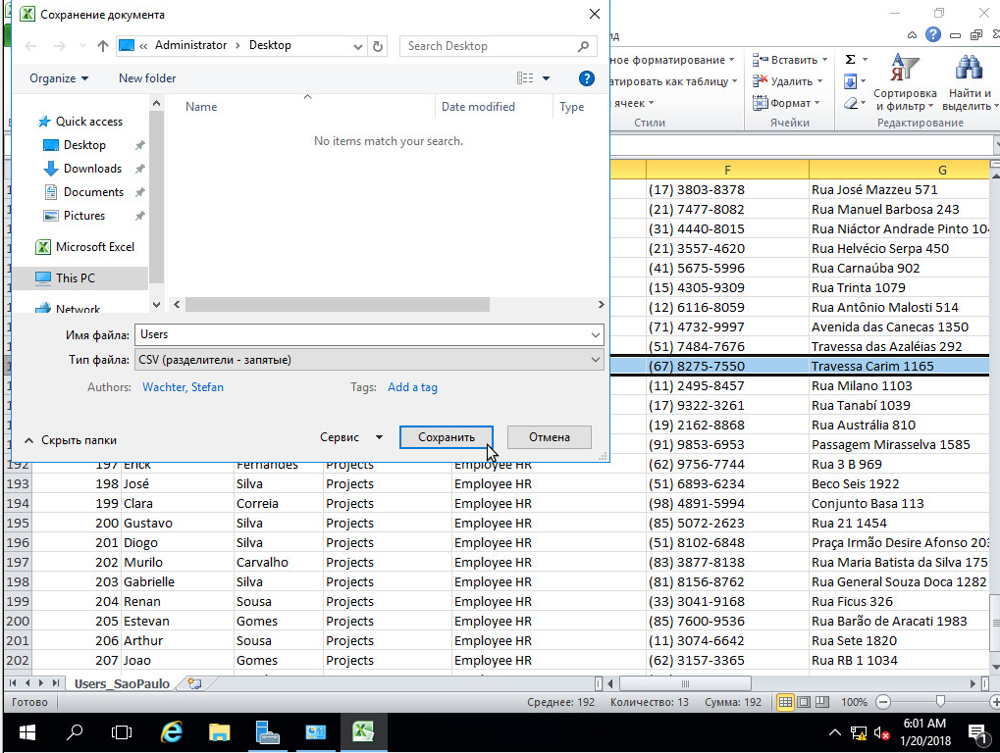 Сохранение документа
« Administrator > Desktop
Search Desktop
Organize
New folder
Name
Date modified
Type
No items match your search.
Quick access
Desktop
Downloads
Documents
Pictures
Microsoft Excel
This PC
Network
Имя файла:
Users
Тип файла:
CSV (разделители - запятые)
Authors: Wachter, Stefan
Tags: Add a tag
Скрыть папки
Сервис
Сохранить
Отмена
ное форматирование
атировать как таблицу
ячеек
Стили
Вставить
Удалить
Формат
Ячейки
Σ
Сортировка
и фильтр
Найти и
выделить
Редактирование
F G
(17) 3803-8378 Rua José Mazzeu 571
(21) 7477-8082 Rua Manuel Barbosa 243
(31) 4440-8015 Rua Niáctor Andrade Pinto 10
(21) 3557-4620 Rua Helvécio Serpa 450
(41) 5675-5996 Rua Carnaúba 902
(15) 4305-9309 Rua Trinta 1079
(12) 6116-8059 Rua Antônio Malosti 514
(71) 4732-9997 Avenida das Canecas 1350
(51) 7484-7676 Travessa das Azaléias 292
(67) 8275-7550 Travessa Carim 1165
(11) 2495-8457 Rua Milano 1103
(17) 9322-3261 Rua Tanabí 1039
(19) 2162-8868 Rua Austrália 810
(91) 9853-6953 Passagem Mirasselva 1585
192 197 Erick Fernandes Projects Employee HR (62) 9756-7744 Rua 3 B 969
193 198 José Silva Projects Employee HR (51) 6893-6234 Beco Seis 1922
194 199 Clara Correia Projects Employee HR (98) 4891-5994 Conjunto Basa 113
195 200 Gustavo Silva Projects Employee HR (85) 5072-2623 Rua 21 1454
196 201 Diogo Silva Projects Employee HR (51) 8102-6848 Praça Irmão Desire Afonso 203
197 202 Murilo Carvalho Projects Employee HR (83) 3877-8138 Rua Maria Batista da Silva 175
198 203 Gabrielle Silva Projects Employee HR (81) 8156-8762 Rua General Souza Doca 1282
199 204 Renan Sousa Projects Employee HR (33) 3041-9168 Rua Ficus 326
200 205 Estevan Gomes Projects Employee HR (85) 7600-9536 Rua Barão de Aracati 1983
201 206 Arthur Sousa Projects Employee HR (11) 3074-6642 Rua Sete 1820
202 207 Joao Gomes Projects Employee HR (62) 3157-3365 Rua RB 1 1034
Users_SaoPaulo
Готово
Среднее: 192 Количество: 13 Сумма: 192
100%
6:01 AM
1/20/2018
1